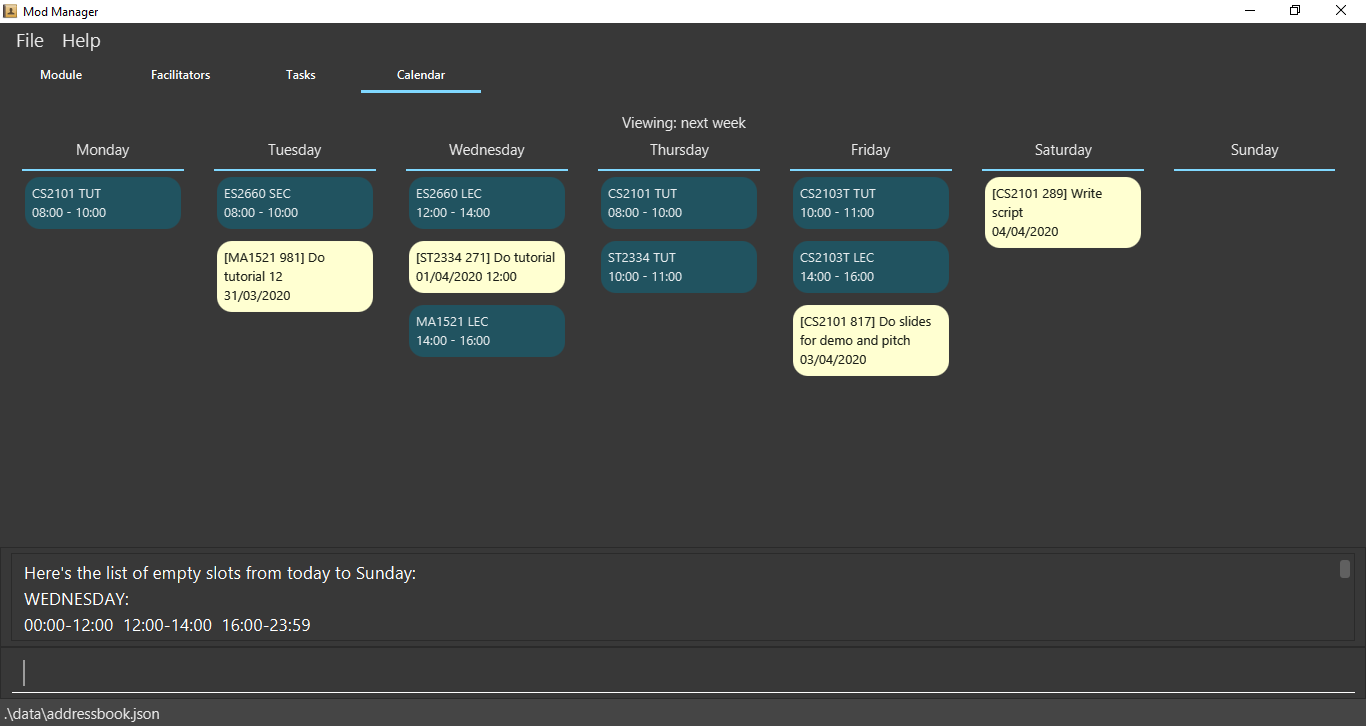 Mod Manager
File Help
Module Facilitators Tasks Calendar
Viewing: next week
Monday Tuesday Wednesday Thursday Friday Saturday Sunday
CS2101 TUT
08:00 - 10:00
ES2660 SEC
08:00 - 10:00
[MA1521 981] Do
tutorial 12
31/03/2020
ES2660 LEC
12:00 - 14:00
[ST2334 271] Do tutorial
01/04/2020 12:00
MA1521 LEC
14:00 - 16:00
CS2101 TUT
08:00 - 10:00
ST2334 TUT
10:00 - 11:00
CS2103T TUT
10:00 - 11:00
CS2103T LEC
14:00 - 16:00
[CS2101 817] Do slides
for demo and pitch
03/04/2020
[CS2101 289] Write
script
04/04/2020
Here's the list of empty slots from today to Sunday:
WEDNESDAY:
00:00-12:00 12:00-14:00 16:00-23:59
.\data\addressbook.json